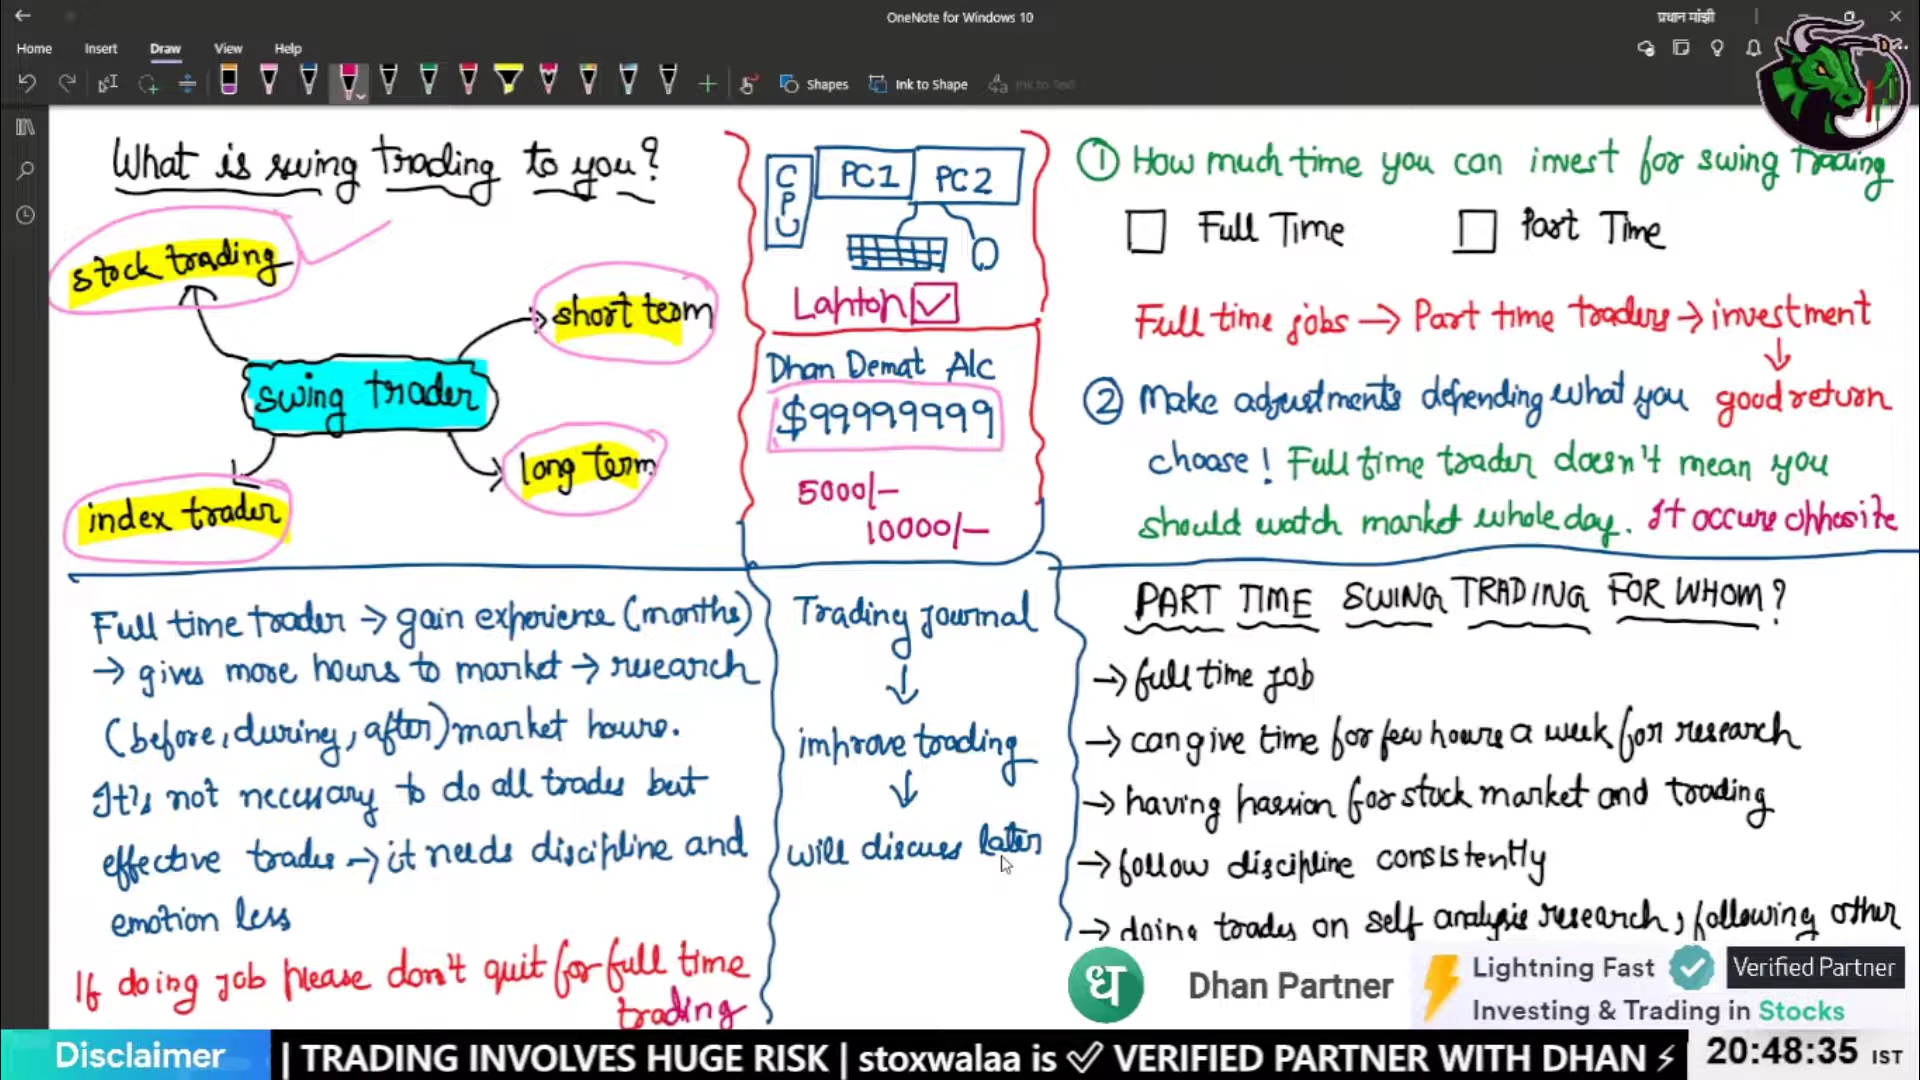 OneNote for Windows 10
प्रधान मांझी
Home Insert Draw View Help
Shapes Ink to Shape Ink to Text
What is swing trading to you?
stock trading
short term
swing trader
long term
index trader
CPU
PC1 PC2
Laptop
Dhan Demat A/c
$99999999
5000/-
10000/-
① How much time you can invest for swing trading
Full Time Part Time
Full time jobs → Part time traders → investment
↓
good return
② Make adjustments depending what you
choose! Full time trader doesn't mean you
should watch market whole day. It occurs opposite
Full time trader → gain experience (months)
→ gives more hours to market → research
(before, during, after) market hours.
It's not necessary to do all trades but
effective trades → it needs discipline and
emotion less
If doing job please don't quit for full time
trading
Trading journal
↓
improve trading
↓
will discuss later
PART TIME SWING TRADING FOR WHOM?
→ full time job
→ can give time for few hours a week for research
→ having passion for stock market and trading
→ follow discipline consistently
→ doing trades on self analysis research, following other
ध Dhan Partner
Lightning Fast Verified Partner
Investing & Trading in Stocks
Disclaimer | TRADING INVOLVES HUGE RISK | stoxwalaa is ✅ VERIFIED PARTNER WITH DHAN ⚡ 20:48:35 IST